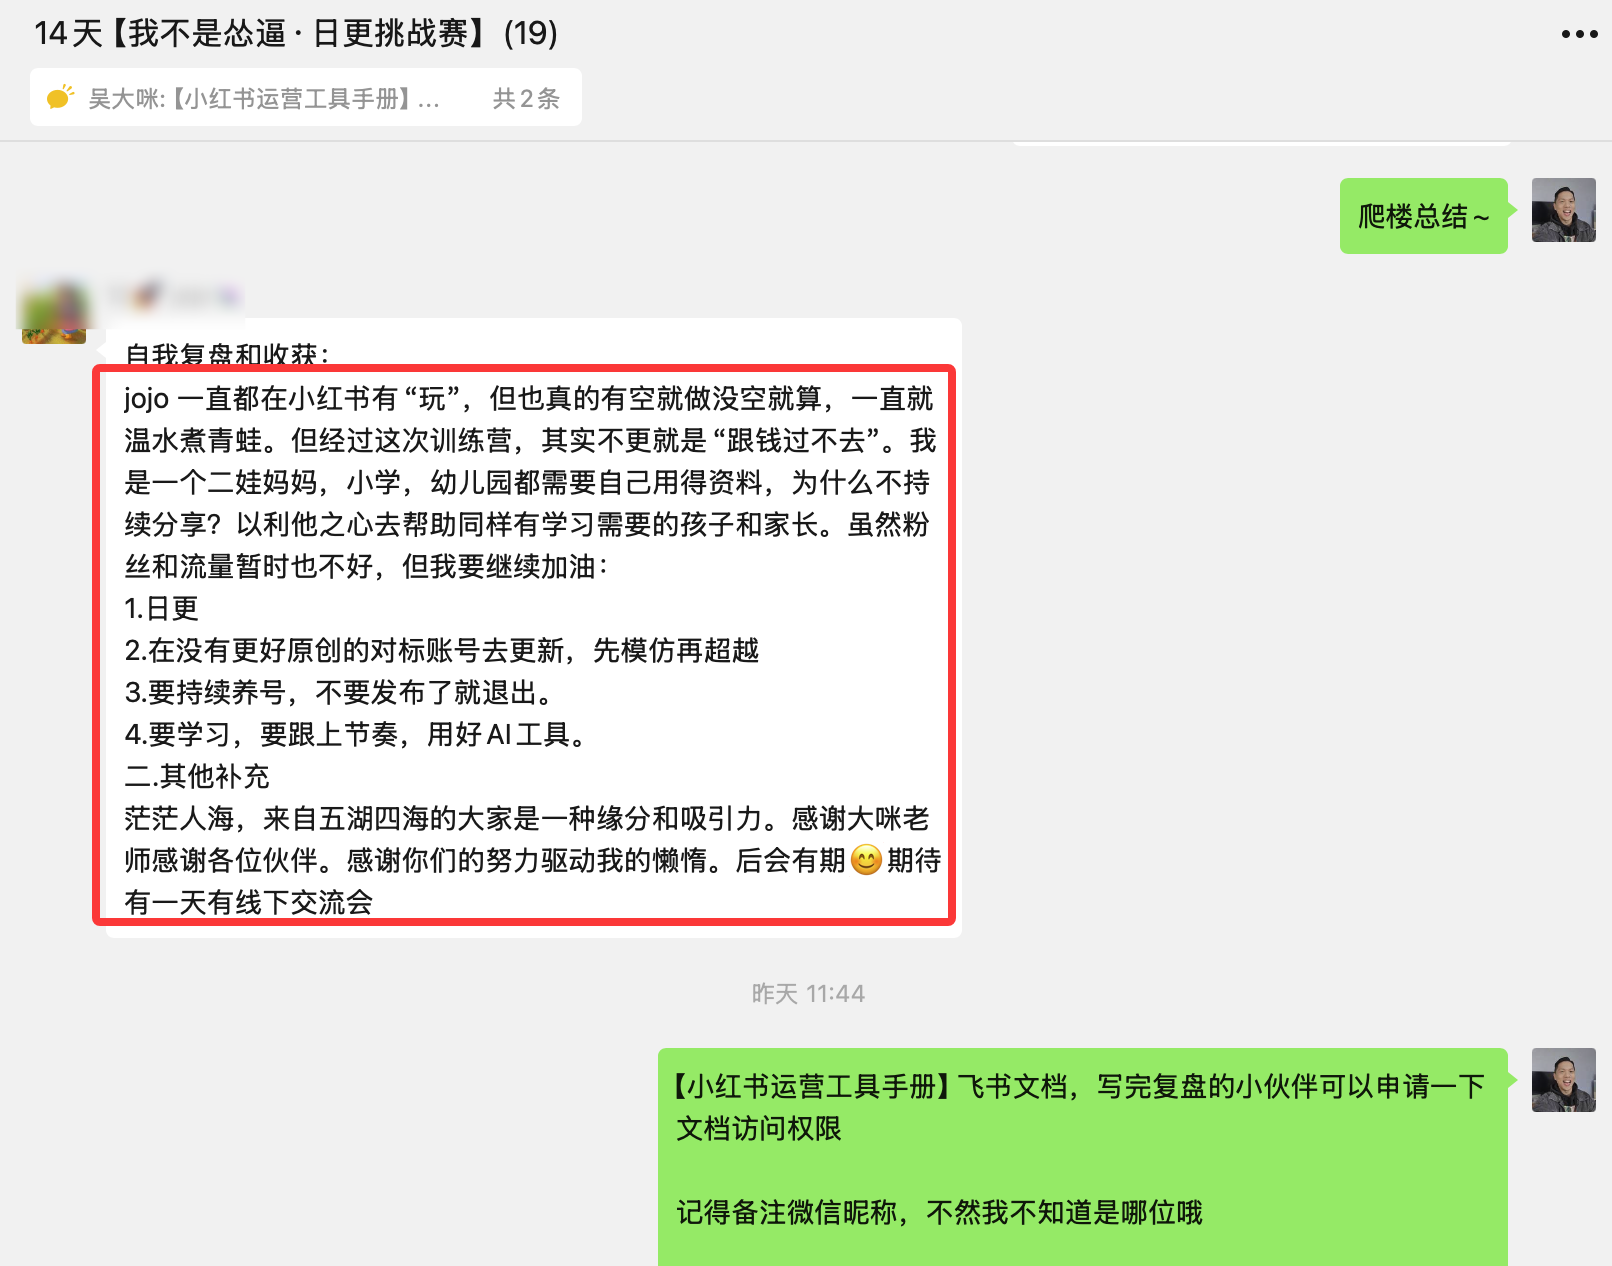 14天【我不是怂逼 · 日更挑战赛】(19)
吴大咪:【小红书运营工具手册】... 共2条
爬楼总结~
自我复盘和收获：
jojo 一直都在小红书有 “玩”，但也真的有空就做没空就算，一直就
温水煮青蛙。但经过这次训练营，其实不更就是 “跟钱过不去”。我
是一个二娃妈妈，小学，幼儿园都需要自己用得资料，为什么不持
续分享？以利他之心去帮助同样有学习需要的孩子和家长。虽然粉
丝和流量暂时也不好，但我要继续加油：
1.日更
2.在没有更好原创的对标账号去更新，先模仿再超越
3.要持续养号，不要发布了就退出。
4.要学习，要跟上节奏，用好AI工具。
二.其他补充
茫茫人海，来自五湖四海的大家是一种缘分和吸引力。感谢大咪老
师感谢各位伙伴。感谢你们的努力驱动我的懒惰。后会有期😊期待
有一天有线下交流会
昨天 11:44
【小红书运营工具手册】飞书文档，写完复盘的小伙伴可以申请一下
文档访问权限
记得备注微信昵称，不然我不知道是哪位哦